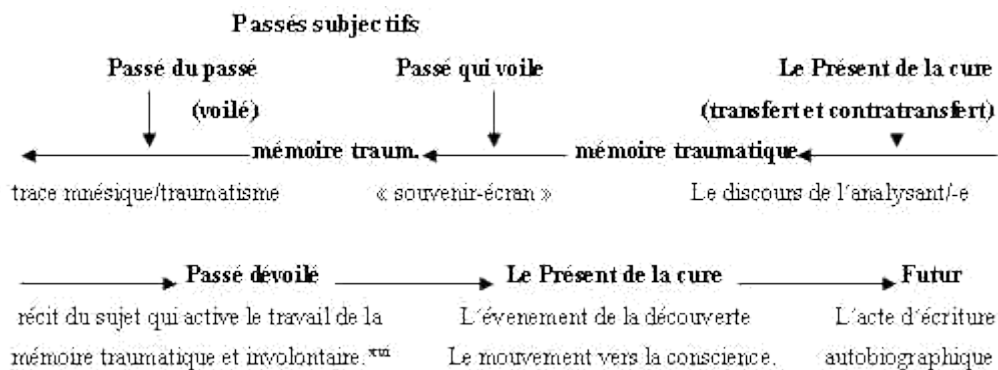 Passés subjectifs
Passé du passé Passé qui voile Le Présent de la cure
(voilé) (transfert et contratransfert)
mémoire traum. mémoire traumatique
trace mnésique/traumatisme « souvenir-écran » Le discours de l´analysant/-e
Passé dévoilé Le Présent de la cure Futur
récit du sujet qui active le travail de la L´évenement de la découverte L´acte d´écriture
mémoire traumatique et involontaire. Le mouvement vers la conscience. autobiographique